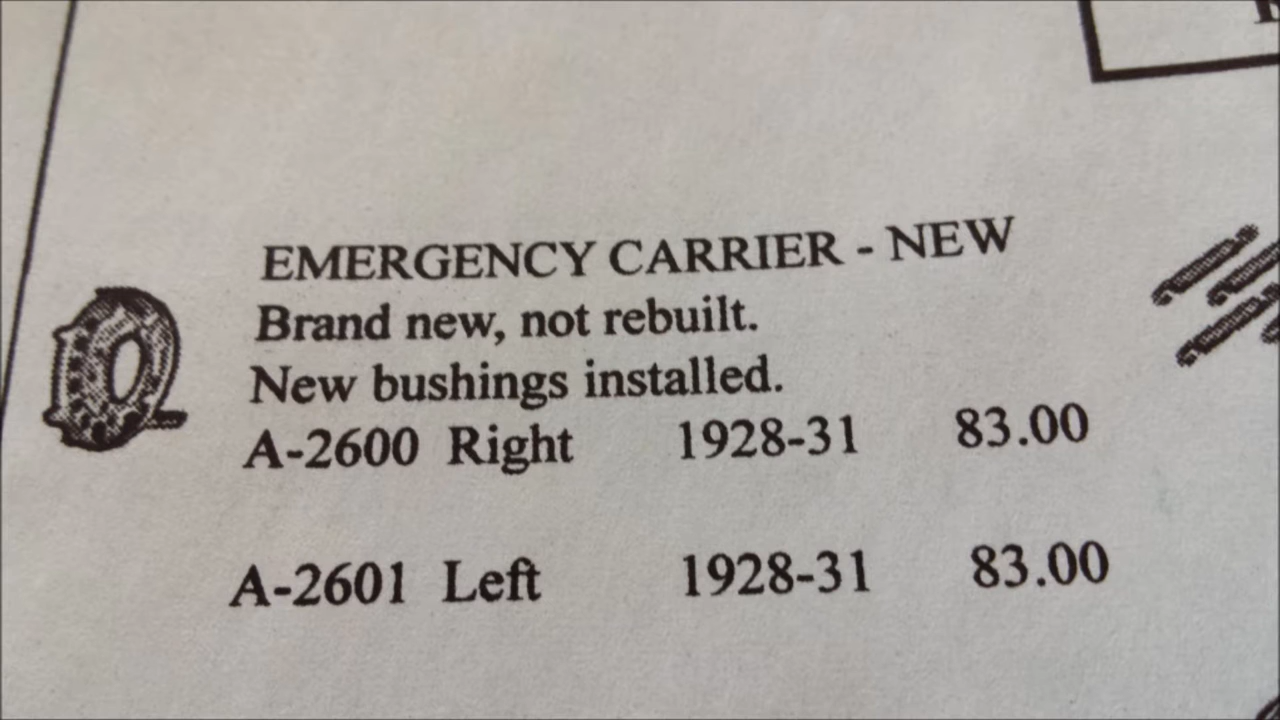 EMERGENCY CARRIER - NEW
Brand new, not rebuilt.
New bushings installed.
A-2600 Right 1928-31 83.00
A-2601 Left 1928-31 83.00